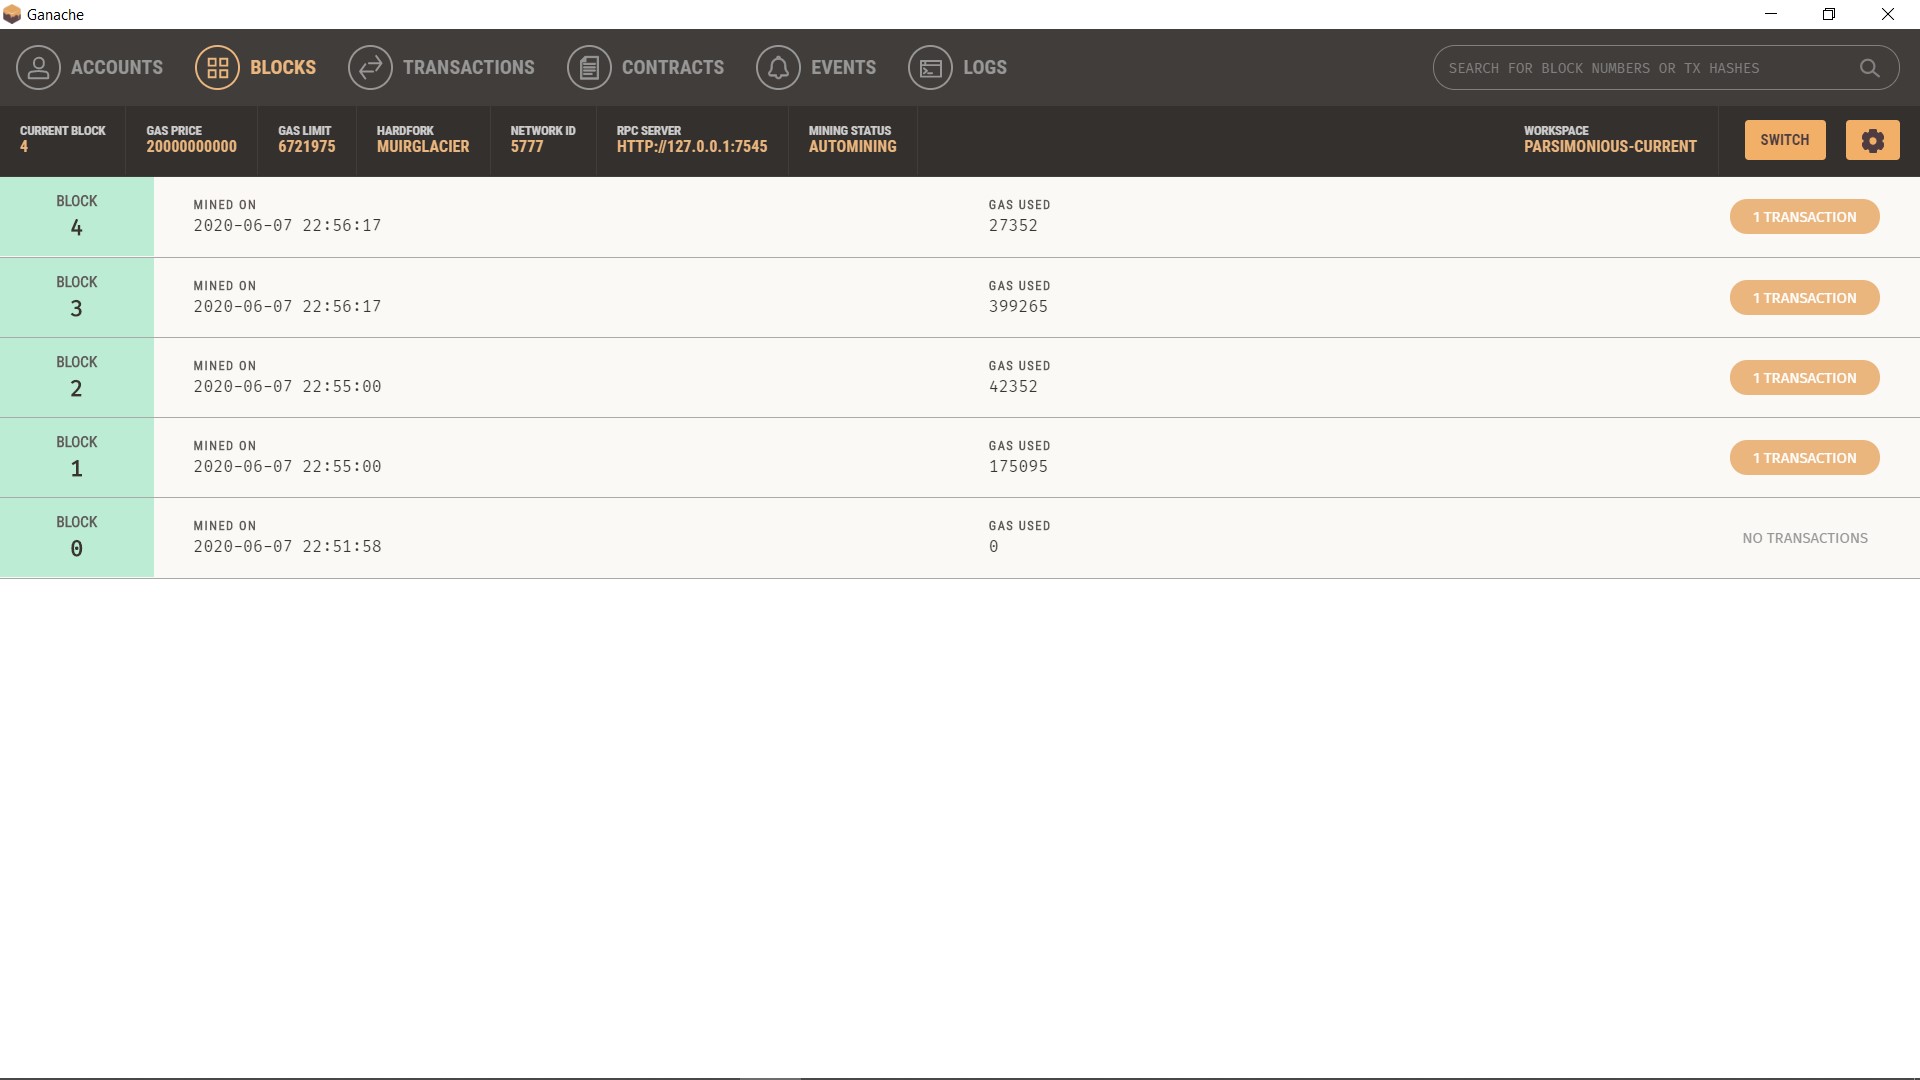 Ganache
ACCOUNTS BLOCKS TRANSACTIONS CONTRACTS EVENTS LOGS SEARCH FOR BLOCK NUMBERS OR TX HASHES
CURRENT BLOCK GAS PRICE GAS LIMIT HARDFORK NETWORK ID RPC SERVER MINING STATUS WORKSPACE
4 20000000000 6721975 MUIRGLACIER 5777 HTTP://127.0.0.1:7545 AUTOMINING PARSIMONIOUS-CURRENT SWITCH
BLOCK MINED ON GAS USED
4 2020-06-07 22:56:17 27352 1 TRANSACTION
BLOCK MINED ON GAS USED
3 2020-06-07 22:56:17 399265 1 TRANSACTION
BLOCK MINED ON GAS USED
2 2020-06-07 22:55:00 42352 1 TRANSACTION
BLOCK MINED ON GAS USED
1 2020-06-07 22:55:00 175095 1 TRANSACTION
BLOCK MINED ON GAS USED
0 2020-06-07 22:51:58 0 NO TRANSACTIONS